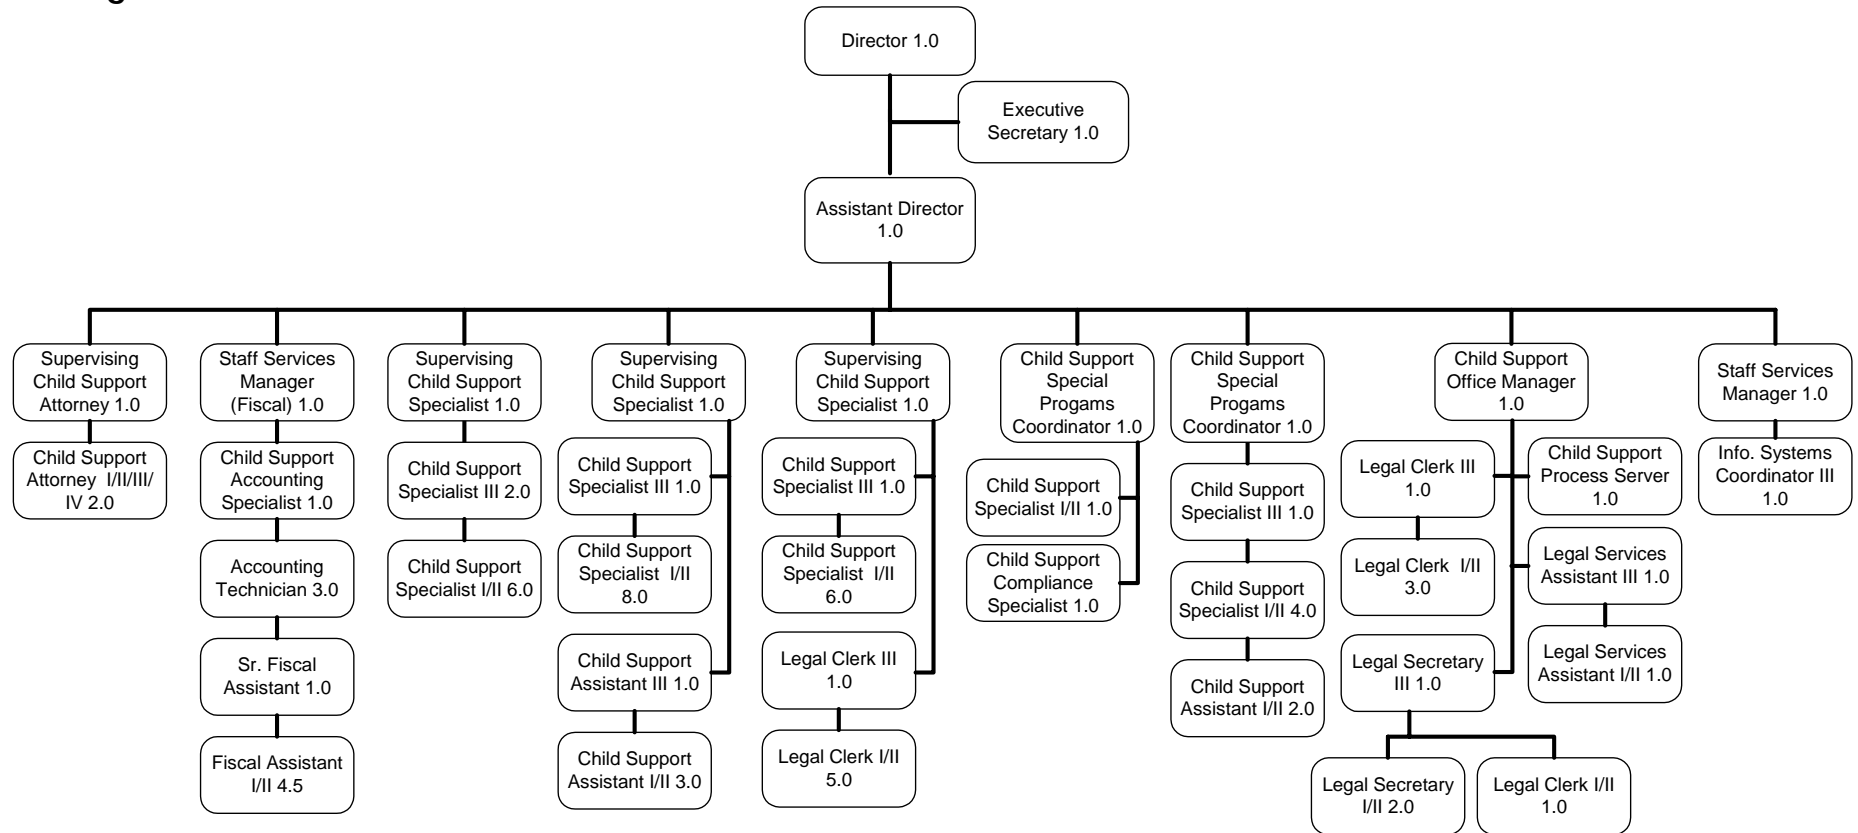 Director 1.0
Executive
Secretary 1.0
Assistant Director
1.0
Supervising
Child Support
Attorney 1.0
Child Support
Attorney I/II/III/
IV 2.0
Staff Services
Manager
(Fiscal) 1.0
Child Support
Accounting
Specialist 1.0
Accounting
Technician 3.0
Sr. Fiscal
Assistant 1.0
Fiscal Assistant
I/II 4.5
Supervising
Child Support
Specialist 1.0
Child Support
Specialist III 2.0
Child Support
Specialist I/II 6.0
Supervising
Child Support
Specialist 1.0
Child Support
Specialist III 1.0
Child Support
Specialist I/II
8.0
Child Support
Assistant III 1.0
Child Support
Assistant I/II 3.0
Supervising
Child Support
Specialist 1.0
Child Support
Specialist III 1.0
Child Support
Specialist I/II
6.0
Legal Clerk III
1.0
Legal Clerk I/II
5.0
Child Support
Special
Progams
Coordinator 1.0
Child Support
Specialist I/II 1.0
Child Support
Compliance
Specialist 1.0
Child Support
Special
Progams
Coordinator 1.0
Child Support
Specialist III 1.0
Child Support
Specialist I/II 4.0
Child Support
Assistant I/II 2.0
Child Support
Office Manager
1.0
Legal Clerk III
1.0
Legal Clerk I/II
3.0
Legal Secretary
III 1.0
Legal Secretary
I/II 2.0
Legal Clerk I/II
1.0
Child Support
Process Server
1.0
Legal Services
Assistant III 1.0
Legal Services
Assistant I/II 1.0
Staff Services
Manager 1.0
Info. Systems
Coordinator III
1.0